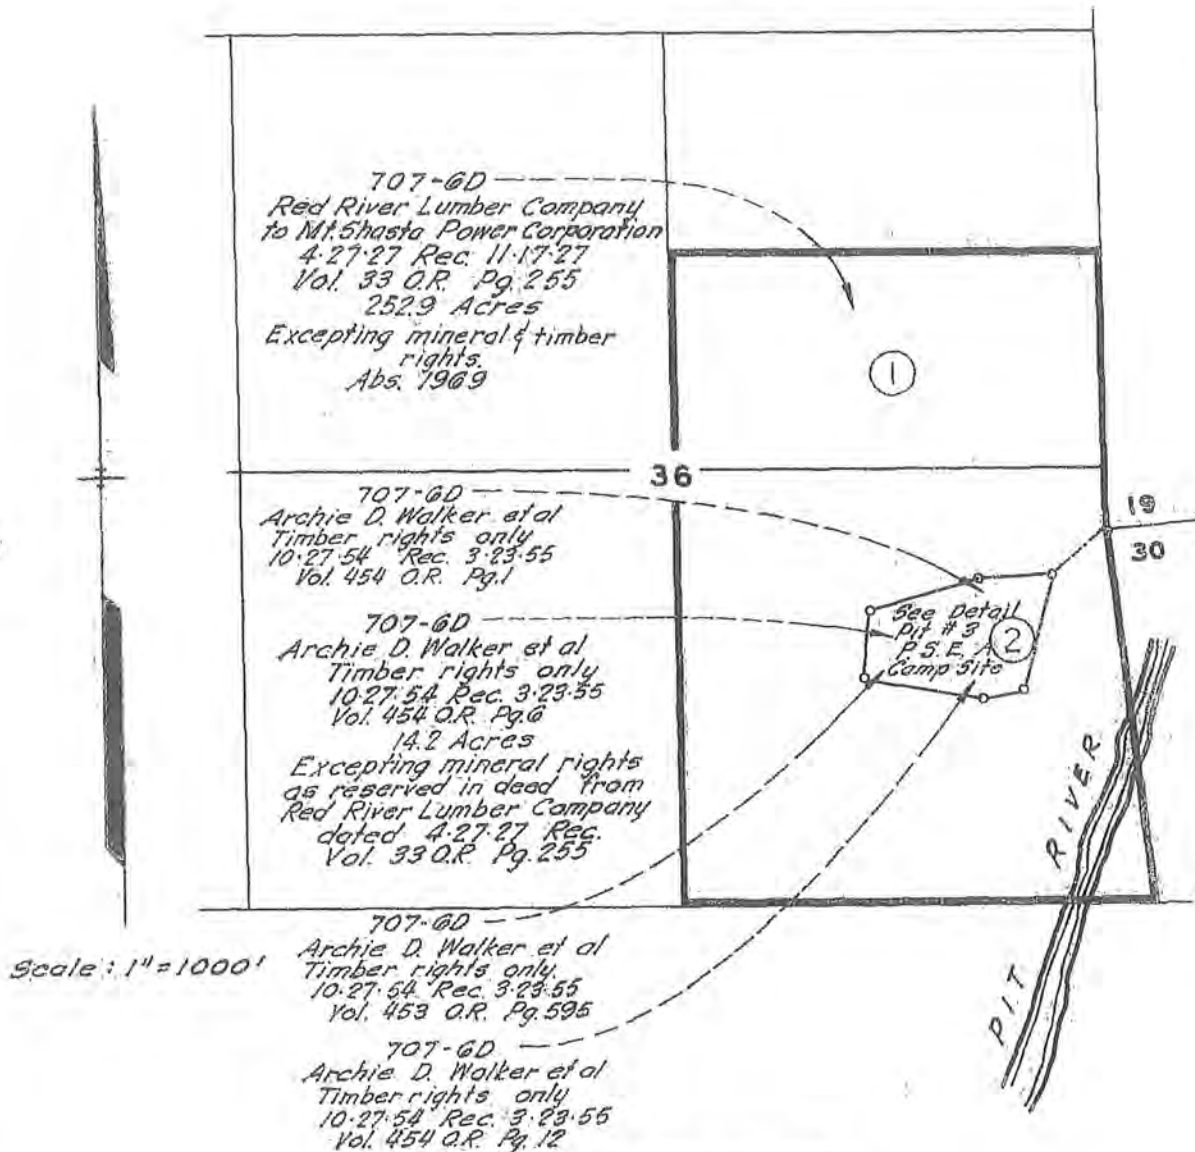 707-6D
Red River Lumber Company
to Mt. Shasta Power Corporation
4-27-27 Rec. 11-17-27
Vol. 33 O.R. Pg. 255
252.9 Acres
Excepting mineral & timber
rights.
Abs. 1969
1
36
19
30
707-6D
Archie D. Walker et al
Timber rights only
10-27-54 Rec. 3-23-55
Vol. 454 O.R. Pg. 1
707-6D
Archie D. Walker et al
Timber rights only
10-27-54 Rec. 3-23-55
Vol. 454 O.R. Pg. 6
14.2 Acres
Excepting mineral rights
as reserved in deed from
Red River Lumber Company
dated 4-27-27 Rec.
Vol. 33 O.R. Pg. 255
See Detail
Pit # 3
P.S.E. A
Camp Site
2
PIT RIVER
707-6D
Archie D. Walker et al
Timber rights only
10-27-54 Rec. 3-23-55
Vol. 453 O.R. Pg. 595
Scale: 1"=1000'
707-6D
Archie D. Walker et al
Timber rights only
10-27-54 Rec. 3-23-55
Vol. 454 O.R. Pg. 12